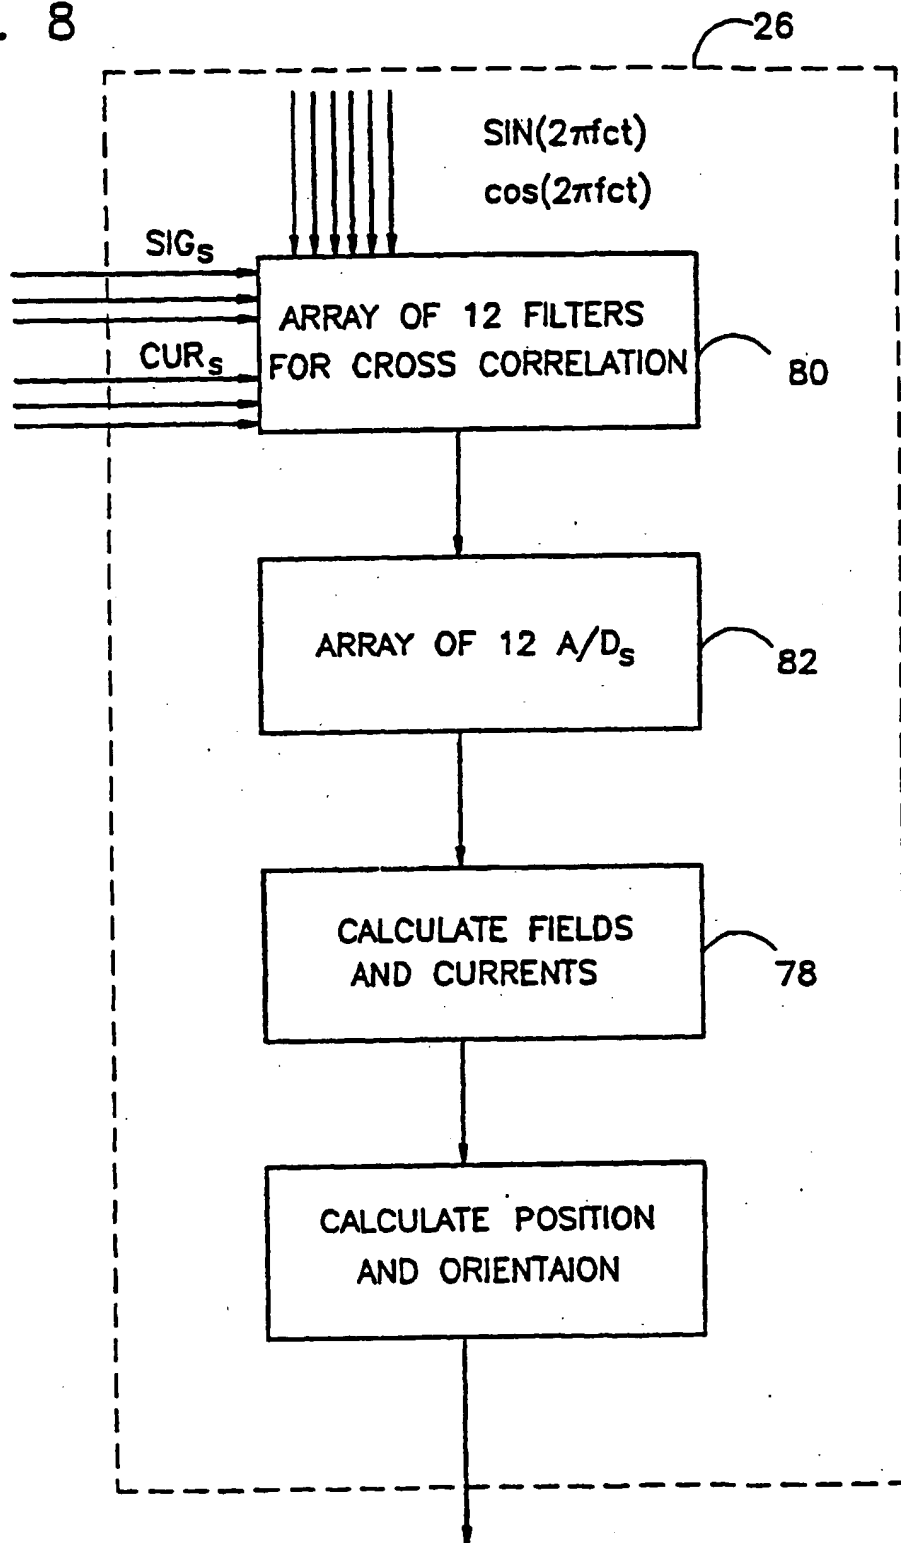 . 8
26
SIN(2πfct)
cos(2πfct)
SIGs
ARRAY OF 12 FILTERS
FOR CROSS CORRELATION
CURs
80
ARRAY OF 12 A/Ds
82
CALCULATE FIELDS
AND CURRENTS
78
CALCULATE POSITION
AND ORIENTAION